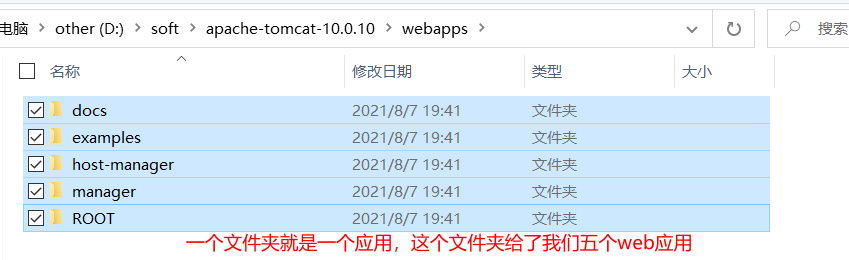 电脑 › other (D:) › soft › apache-tomcat-10.0.10 › webapps › 搜索
名称 修改日期 类型 大小
docs 2021/8/7 19:41 文件夹
examples 2021/8/7 19:41 文件夹
host-manager 2021/8/7 19:41 文件夹
manager 2021/8/7 19:41 文件夹
ROOT 2021/8/7 19:41 文件夹
一个文件夹就是一个应用，这个文件夹给了我们五个web应用